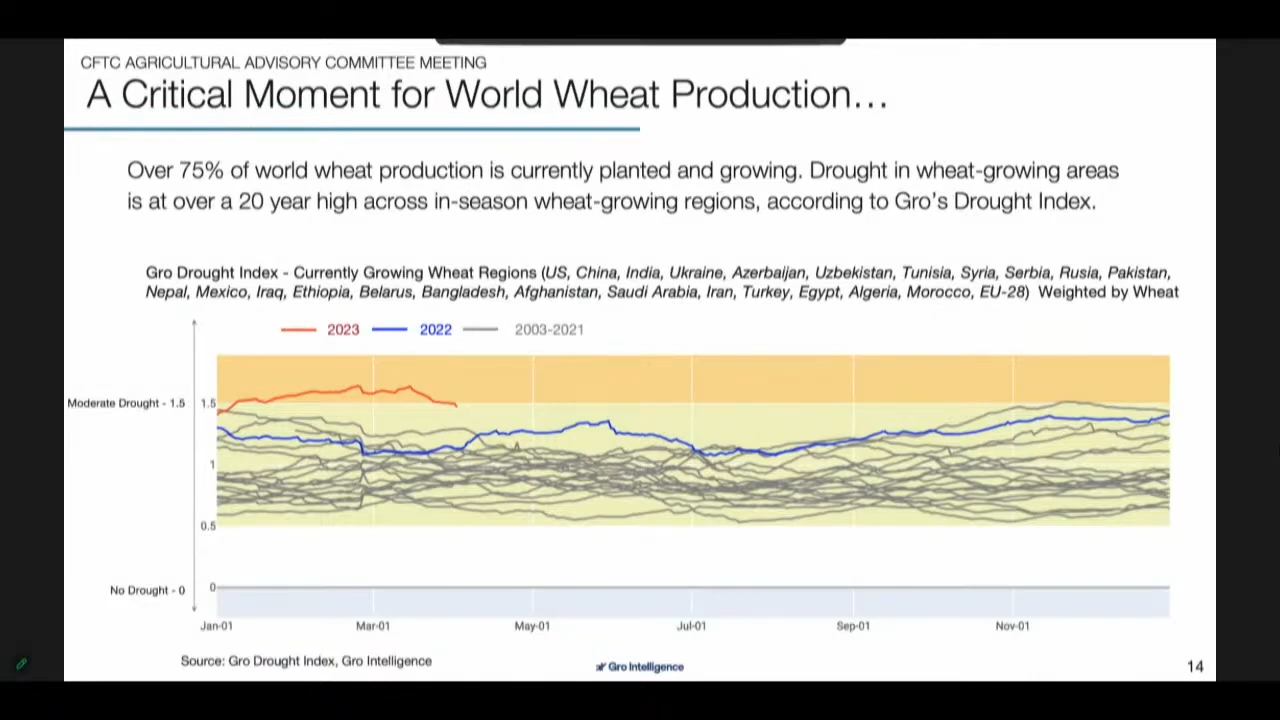 CFTC AGRICULTURAL ADVISORY COMMITTEE MEETING
A Critical Moment for World Wheat Production...
Over 75% of world wheat production is currently planted and growing. Drought in wheat-growing areas
is at over a 20 year high across in-season wheat-growing regions, according to Gro's Drought Index.
Gro Drought Index - Currently Growing Wheat Regions (US, China, India, Ukraine, Azerbaijan, Uzbekistan, Tunisia, Syria, Serbia, Rusia, Pakistan,
Nepal, Mexico, Iraq, Ethiopia, Belarus, Bangladesh, Afghanistan, Saudi Arabia, Iran, Turkey, Egypt, Algeria, Morocco, EU-28) Weighted by Wheat
2023 2022 2003-2021
Moderate Drought - 1.5 1.5
1
0.5
No Drought - 0 0
Jan-01 Mar-01 May-01 Jul-01 Sep-01 Nov-01
Source: Gro Drought Index, Gro Intelligence
Gro Intelligence
14